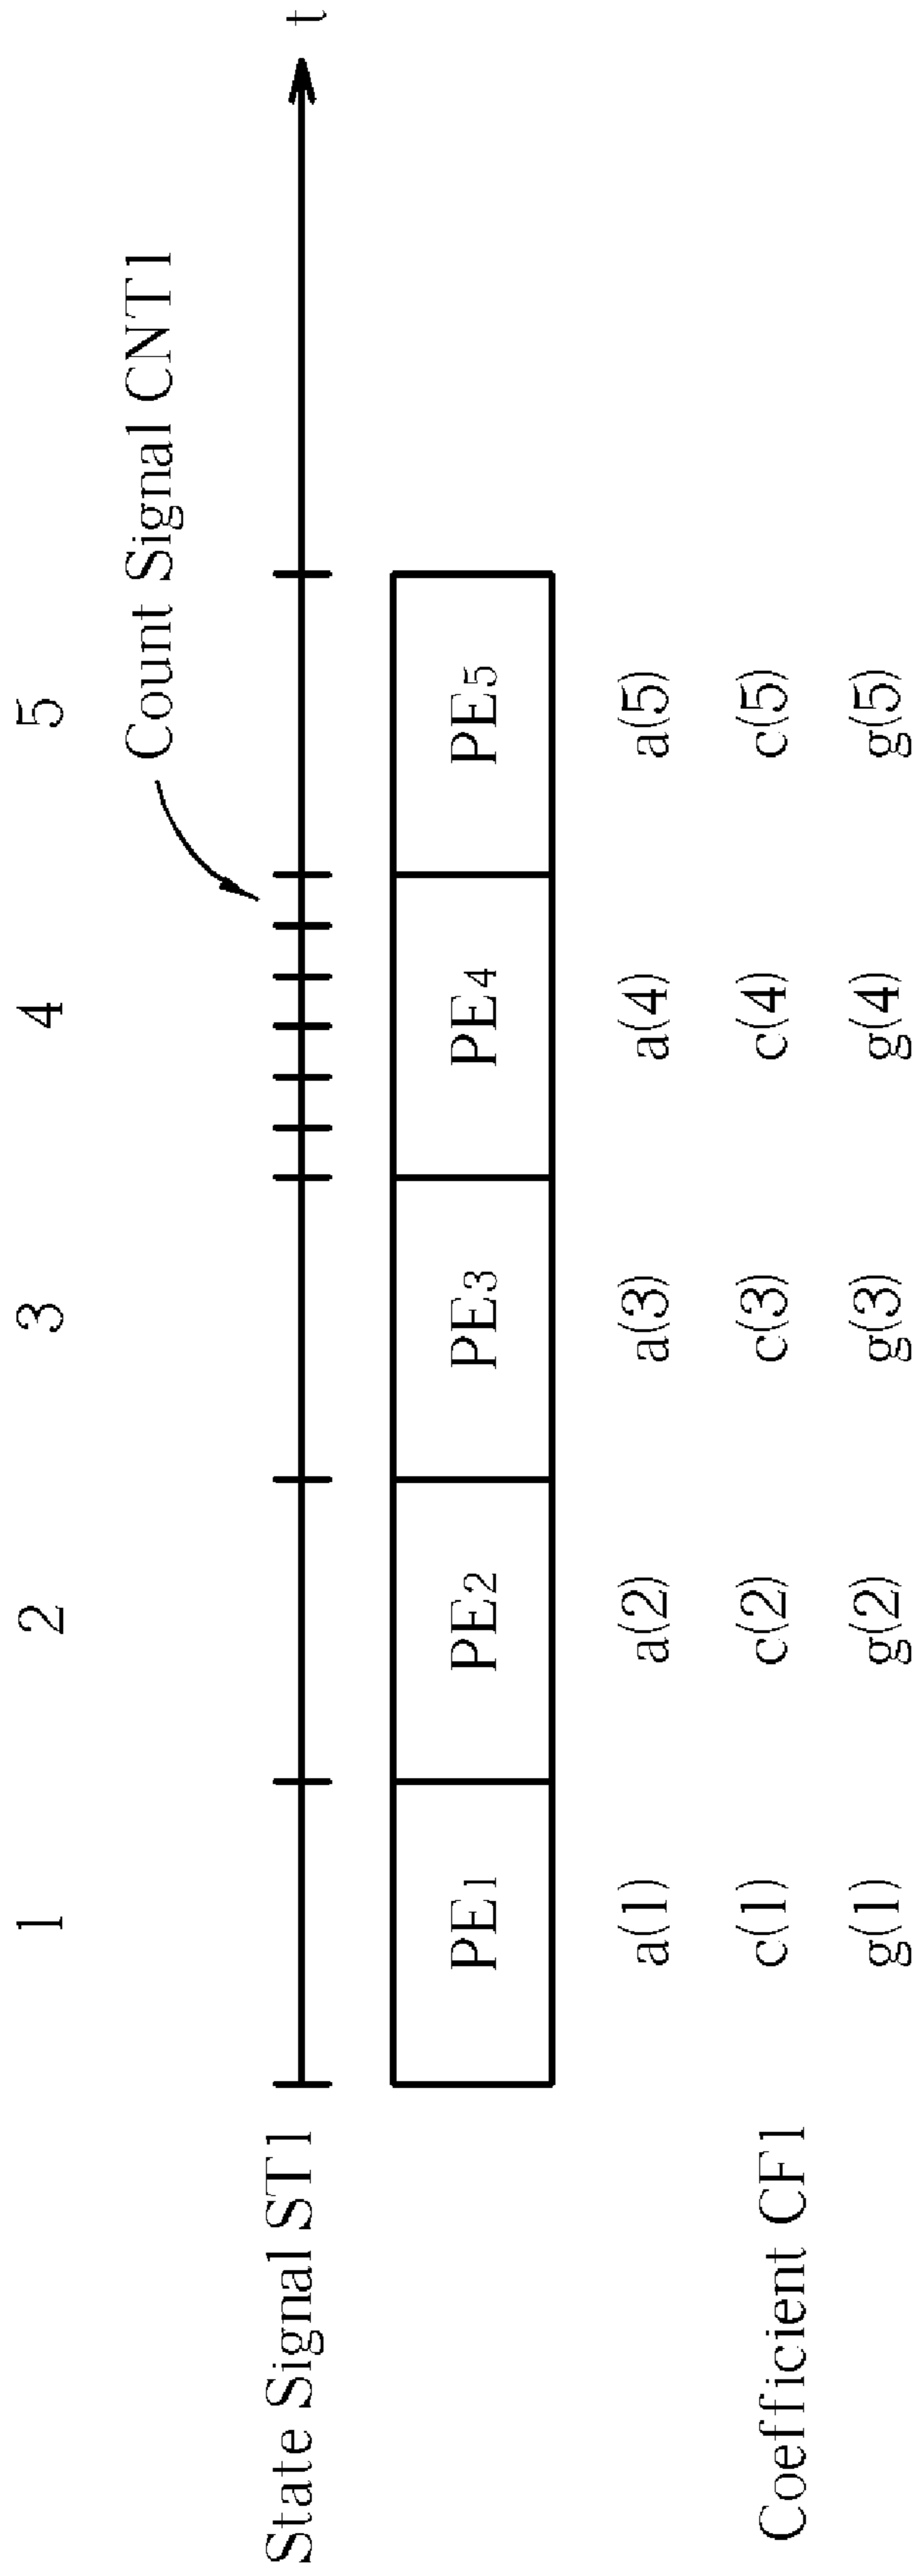 1 2 3 4 5
Count Signal CNT1
State Signal ST1 t
PE1 PE2 PE3 PE4 PE5
a(1) a(2) a(3) a(4) a(5)
Coefficient CF1 c(1) c(2) c(3) c(4) c(5)
g(1) g(2) g(3) g(4) g(5)